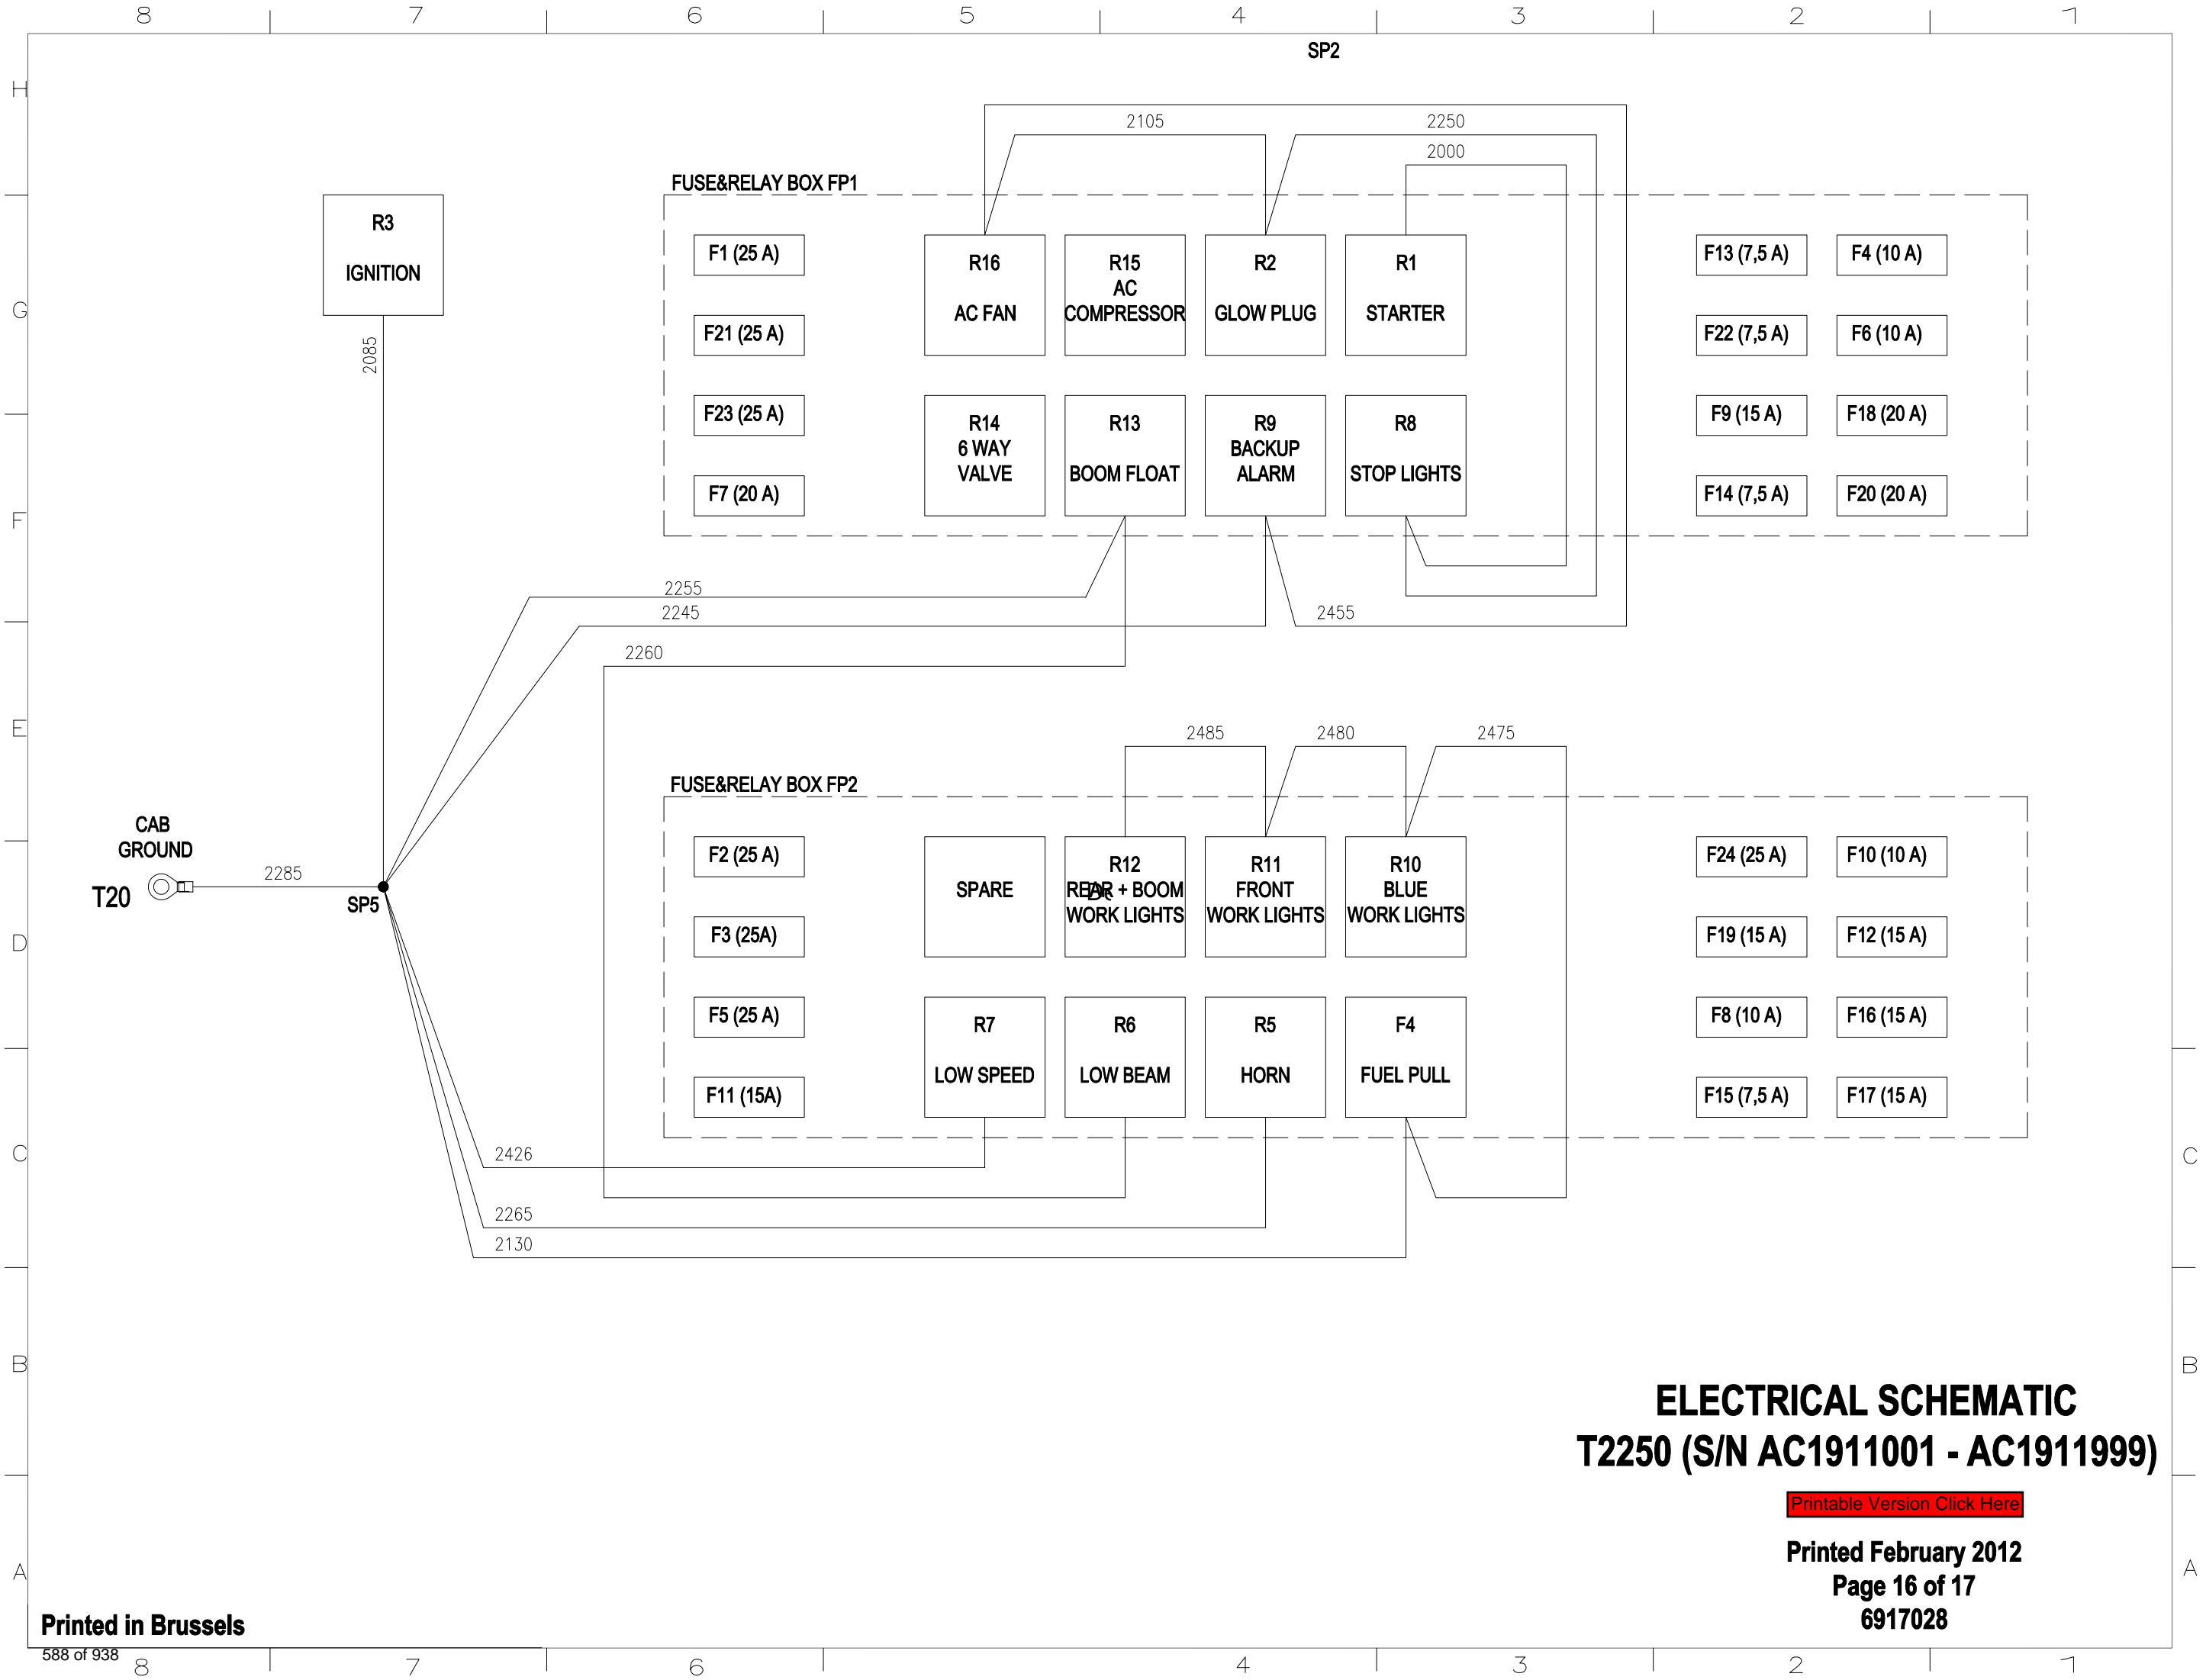 8 7 6 5 4 3 2 1
SP2
H
2105 2250
2000
FUSE&RELAY BOX FP1
R3
IGNITION
2085
G
F1 (25 A)
F21 (25 A)
F23 (25 A)
F7 (20 A)
R16
AC FAN
R15
AC
COMPRESSOR
R2
GLOW PLUG
R1
STARTER
F13 (7,5 A) F4 (10 A)
F22 (7,5 A) F6 (10 A)
F9 (15 A) F18 (20 A)
F14 (7,5 A) F20 (20 A)
R14
6 WAY
VALVE
R13
BOOM FLOAT
R9
BACKUP
ALARM
R8
STOP LIGHTS
F
2255
2245 2455
2260
E
2485 2480 2475
FUSE&RELAY BOX FP2
CAB
GROUND
T20
2285
SP5
F2 (25 A)
F3 (25A)
F5 (25 A)
F11 (15A)
SPARE
R12
REAR + BOOM
WORK LIGHTS
R11
FRONT
WORK LIGHTS
R10
BLUE
WORK LIGHTS
F24 (25 A) F10 (10 A)
F19 (15 A) F12 (15 A)
F8 (10 A) F16 (15 A)
F15 (7,5 A) F17 (15 A)
D
R7
LOW SPEED
R6
LOW BEAM
R5
HORN
F4
FUEL PULL
C C
2426
2265
2130
B B
ELECTRICAL SCHEMATIC
T2250 (S/N AC1911001 - AC1911999)
Printable Version Click Here
Printed February 2012
Page 16 of 17
6917028
A A
Printed in Brussels
588 of 938
8 7 6 4 3 2 1